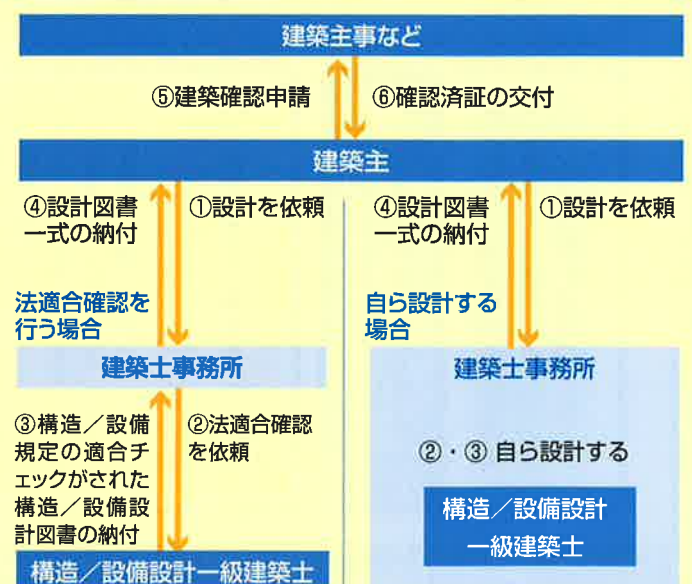 建築主事など
⑤建築確認申請
⑥確認済証の交付
建築主
④設計図書
一式の納付
①設計を依頼
法適合確認を
行う場合
建築士事務所
③構造／設備
規定の適合チ
ェックがされた
構造／設備設
計図書の納付
②法適合確認
を依頼
構造／設備設計一級建築士
④設計図書
一式の納付
①設計を依頼
自ら設計する
場合
建築士事務所
②・③ 自ら設計する
構造／設備設計
一級建築士